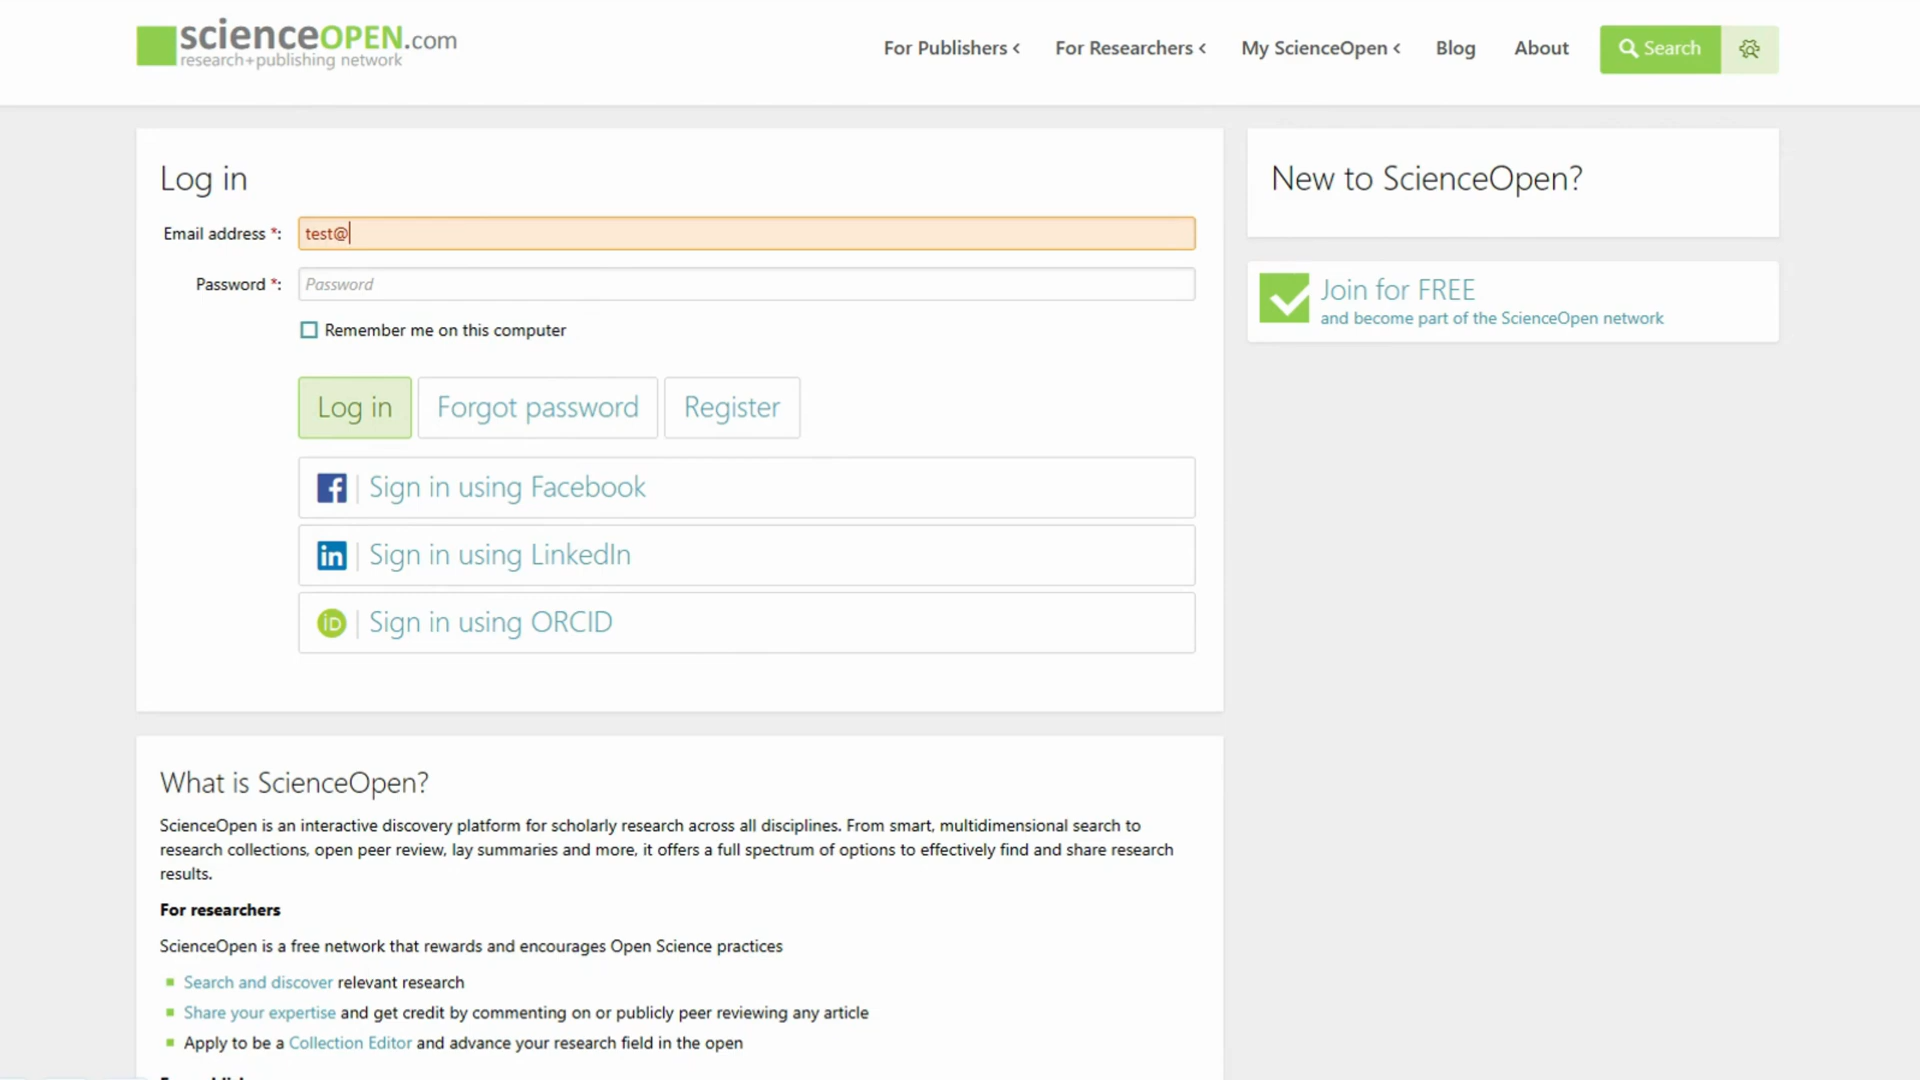 scienceOPEN.com
research+publishing network
For Publishers
For Researchers
My ScienceOpen
Blog
About
Search
Log in
Email address *:
test@
Password *:
Password
Remember me on this computer
Log in
Forgot password
Register
Sign in using Facebook
Sign in using LinkedIn
iD
Sign in using ORCID
New to ScienceOpen?
Join for FREE
and become part of the ScienceOpen network
What is ScienceOpen?
ScienceOpen is an interactive discovery platform for scholarly research across all disciplines. From smart, multidimensional search to
research collections, open peer review, lay summaries and more, it offers a full spectrum of options to effectively find and share research
results.
For researchers
ScienceOpen is a free network that rewards and encourages Open Science practices
Search and discover relevant research
Share your expertise and get credit by commenting on or publicly peer reviewing any article
Apply to be a Collection Editor and advance your research field in the open